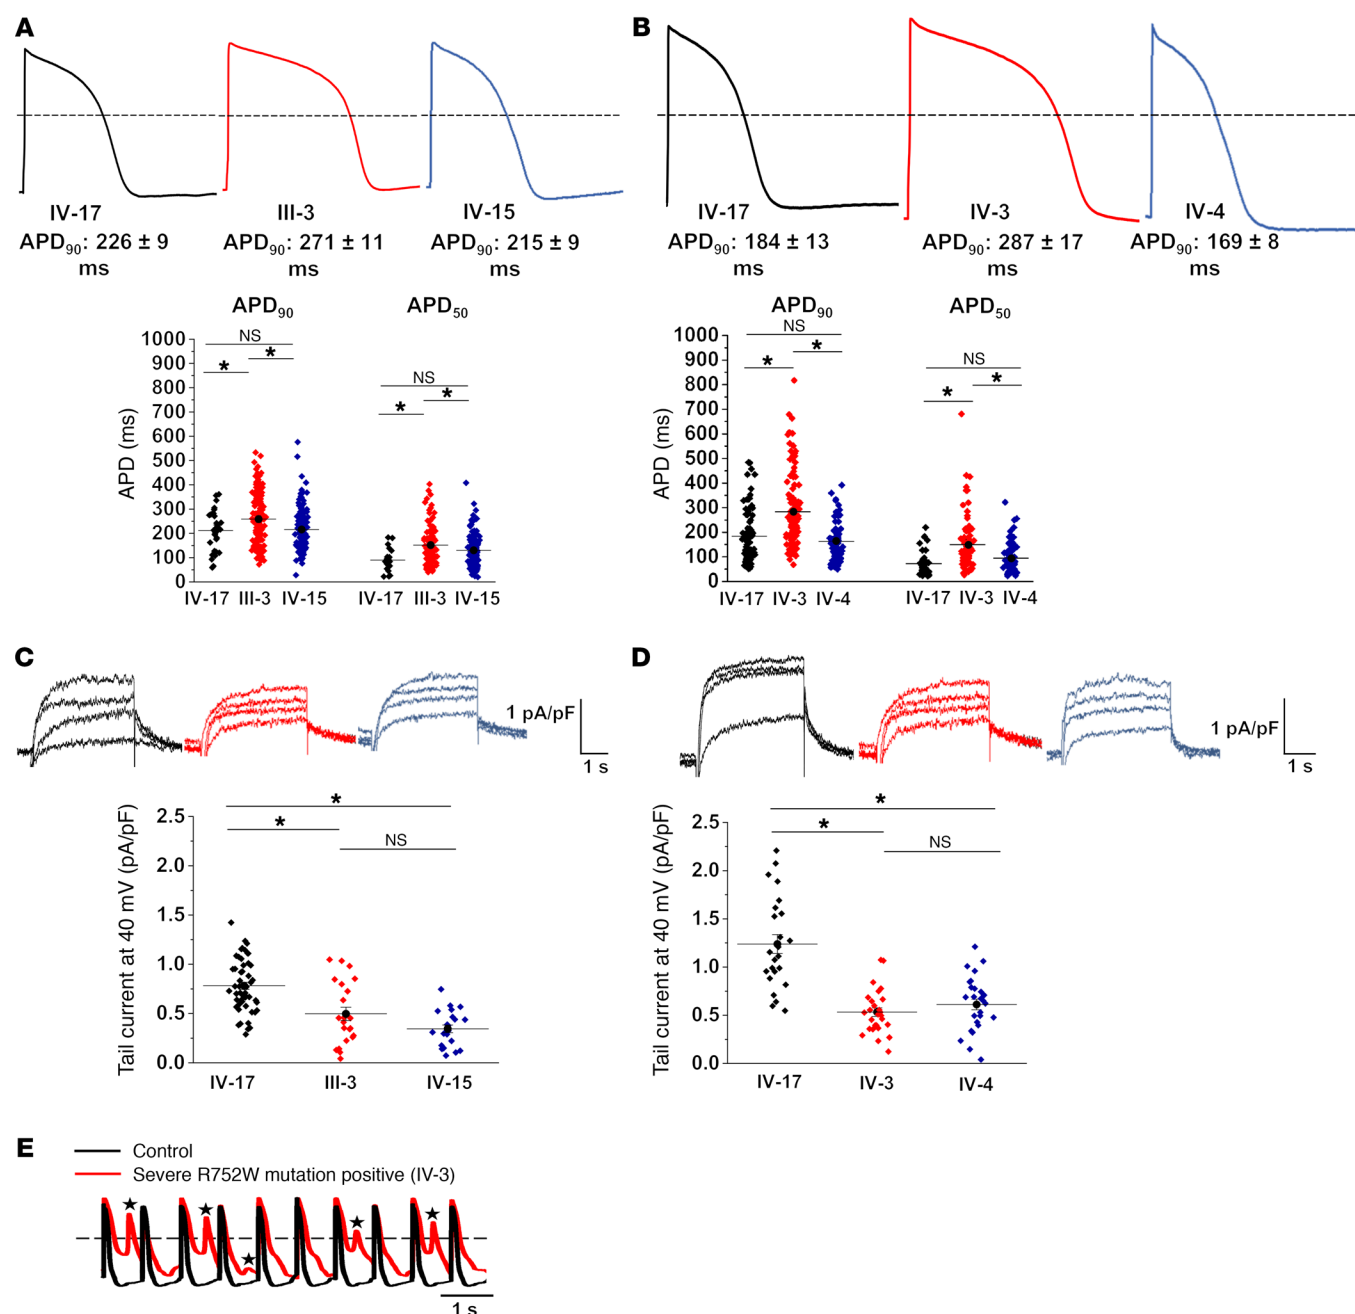 A
IV-17
III-3
IV-15
APD90: 226 ± 9
ms
APD90: 271 ± 11
ms
APD90: 215 ± 9
ms
APD90
APD50
NS
*
*
NS
*
*
APD (ms)
1000
900
800
700
600
500
400
300
200
100
0
IV-17
III-3
IV-15
IV-17
III-3
IV-15
B
IV-17
IV-3
IV-4
APD90: 184 ± 13
ms
APD90: 287 ± 17
ms
APD90: 169 ± 8
ms
APD90
APD50
NS
*
*
NS
*
*
APD (ms)
1000
900
800
700
600
500
400
300
200
100
0
IV-17
IV-3
IV-4
IV-17
IV-3
IV-4
C
1 pA/pF
1 s
*
*
NS
Tail current at 40 mV (pA/pF)
2.5
2.0
1.5
1.0
0.5
0.0
IV-17
III-3
IV-15
D
1 pA/pF
1 s
*
*
NS
Tail current at 40 mV (pA/pF)
2.5
2.0
1.5
1.0
0.5
0.0
IV-17
IV-3
IV-4
E
Control
Severe R752W mutation positive (IV-3)
1 s